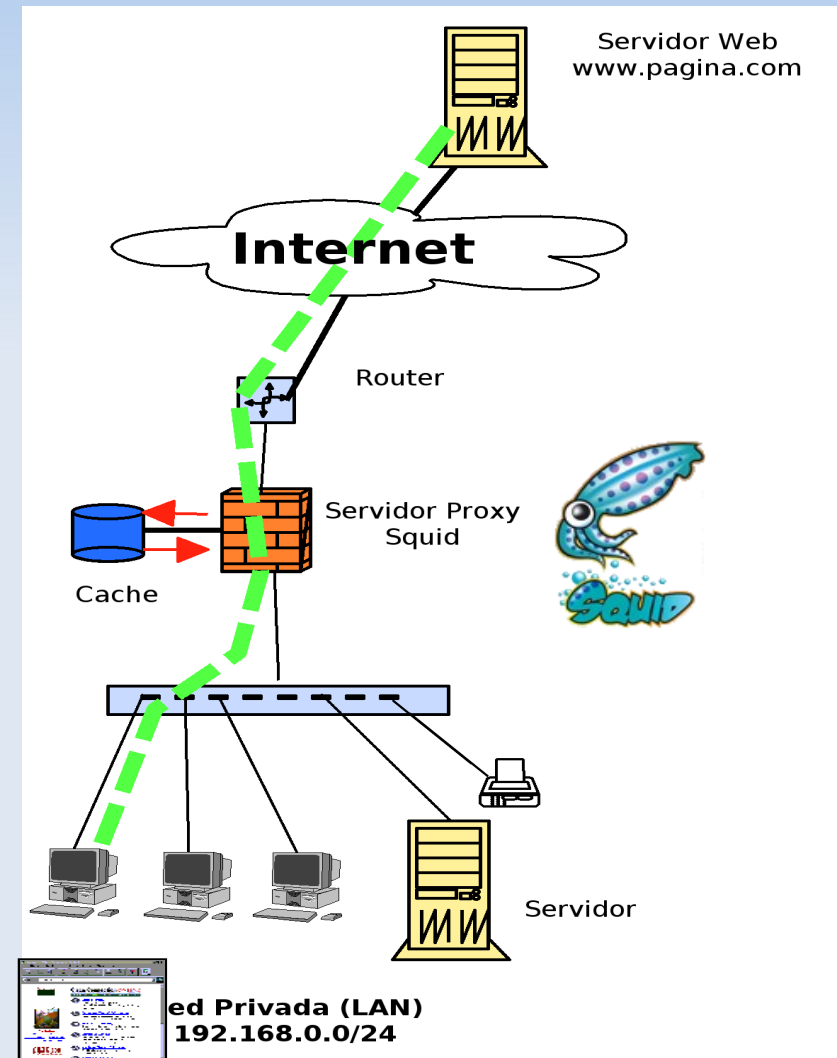 Servidor Web
www.pagina.com
Internet
Router
Servidor Proxy
Squid
Cache
SQUID
Servidor
ed Privada (LAN)
192.168.0.0/24